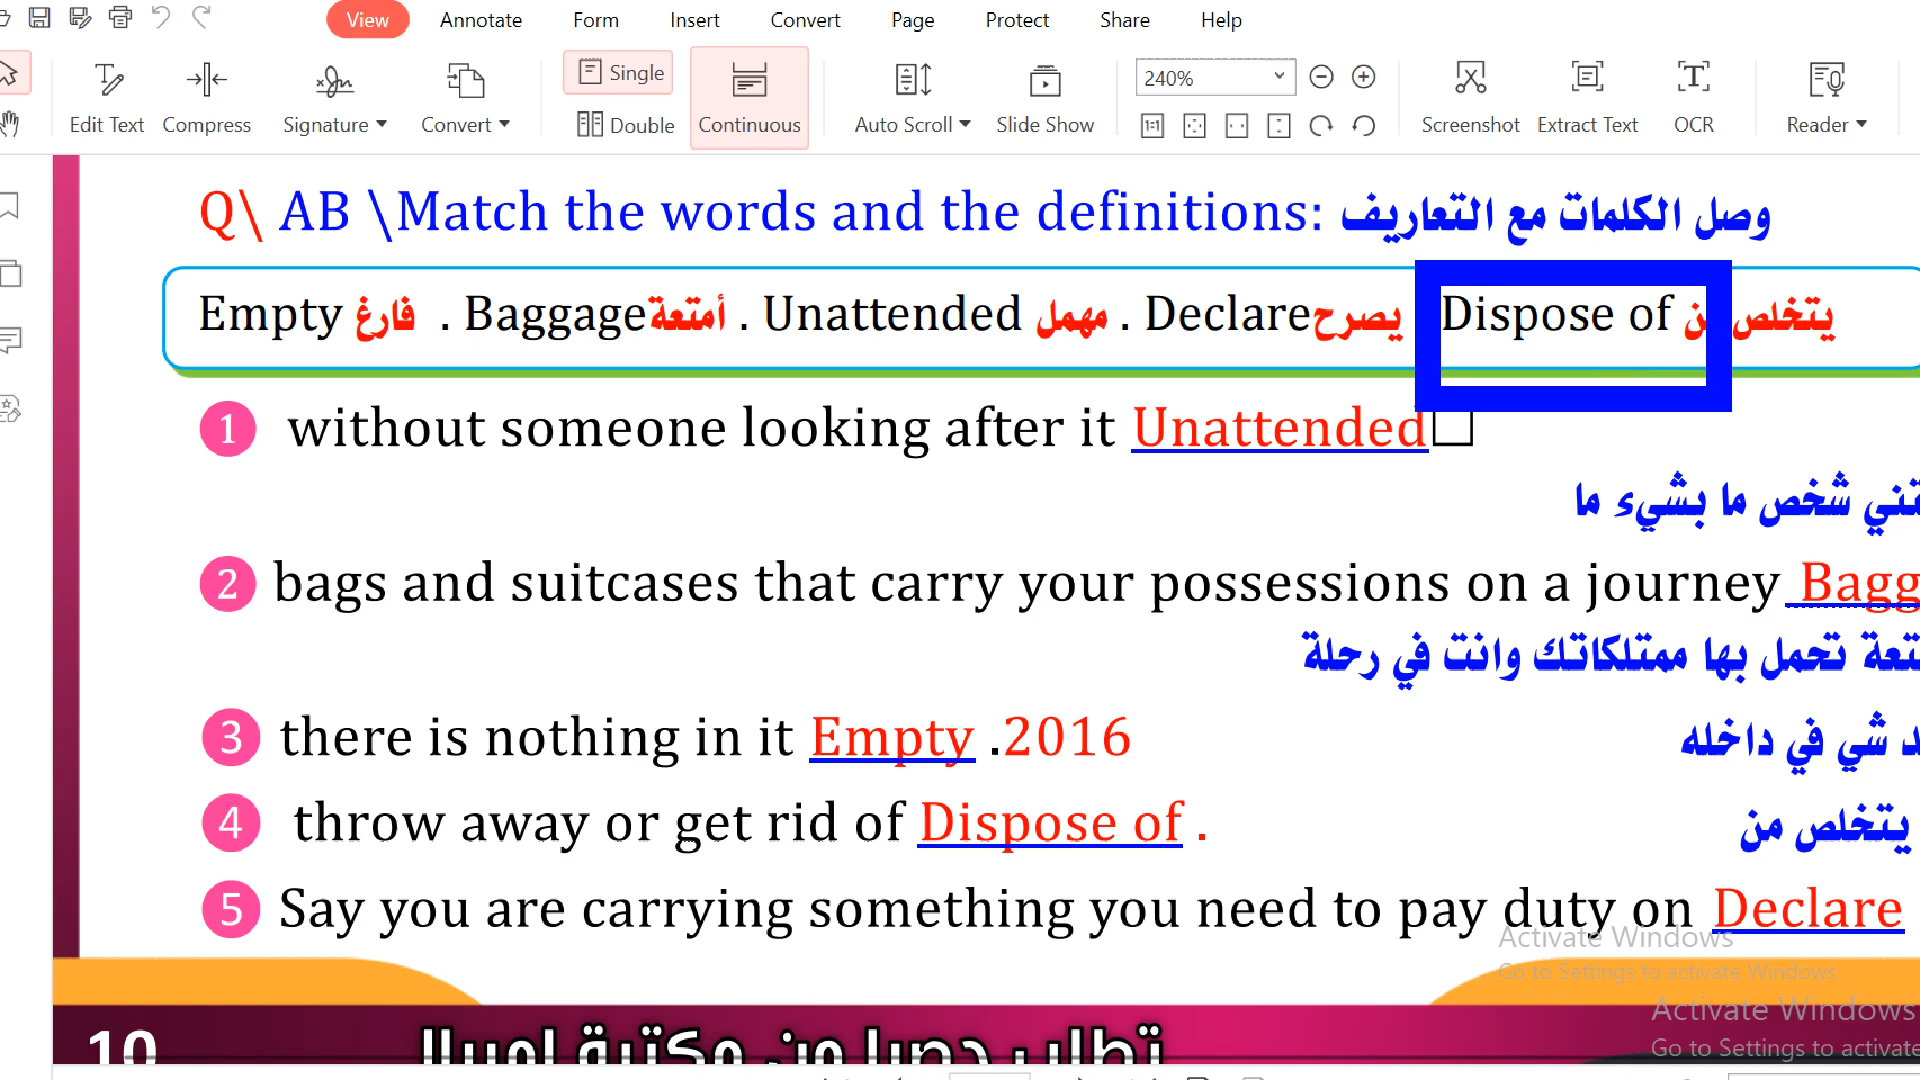 View Annotate Form Insert Convert Page Protect Share Help
Edit Text Compress Signature Convert Single Double Continuous Auto Scroll Slide Show 240% Screenshot Extract Text OCR Reader
Q\ AB \Match the words and the definitions: وصل الكلمات مع التعاريف
Empty فارغ . Baggage أمتعة . Unattended مهمل . Declare يصرح Dispose of يتخلص
1 without someone looking after it Unattended
شخص ما بشيء ما
2 bags and suitcases that carry your possessions on a journey Bagg
تحمل بها ممتلكاتك وانت في رحلة
3 there is nothing in it Empty .2016
شي في داخله
4 throw away or get rid of Dispose of .
يتخلص من
5 Say you are carrying something you need to pay duty on Declare
Activate Windows
Go to Settings to activate Windows.
Activate Windows
Go to Settings to activate
10